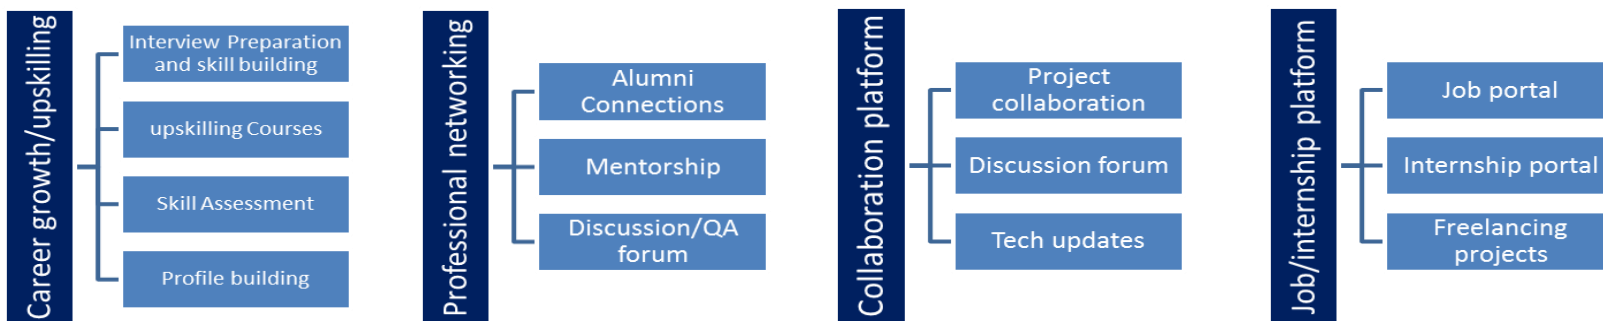 Career growth/upskilling
Interview Preparation
and skill building
upskilling Courses
Skill Assessment
Profile building
Professional networking
Alumni
Connections
Mentorship
Discussion/QA
forum
Collaboration platform
Project
collaboration
Discussion forum
Tech updates
Job/internship platform
Job portal
Internship portal
Freelancing
projects